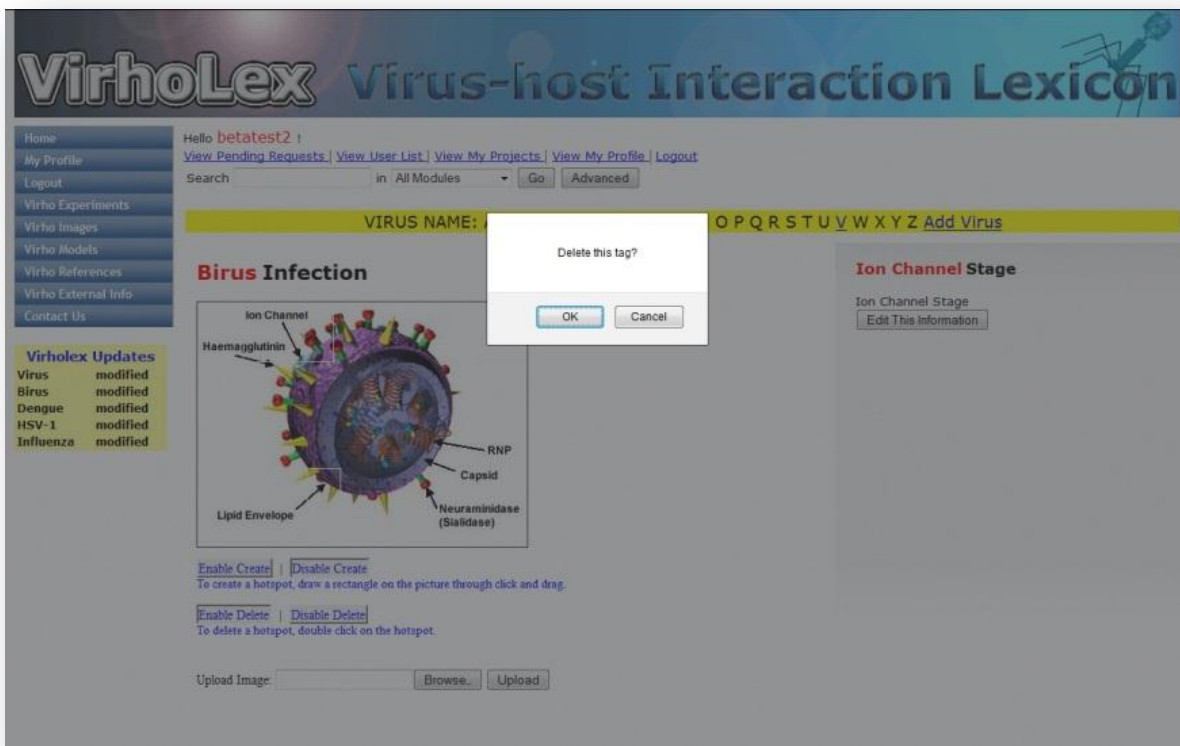 VirhoLex Virus-host Interaction Lexicon
Home
My Profile
Logout
Virho Experiments
Virho Images
Virho Models
Virho References
Virho External Info
Contact Us
Virholex Updates
Virus modified
Birus modified
Dengue modified
HSV-1 modified
Influenza modified
Hello betatest2 !
View Pending Requests | View User List | View My Projects | View My Profile | Logout
Search in All Modules Go Advanced
VIRUS NAME: O P Q R S T U V W X Y Z Add Virus
Delete this tag?
OK Cancel
Birus Infection
Ion Channel
Haemagglutinin
RNP
Capsid
Lipid Envelope
Neuraminidase
(Sialidase)
Enable Create | Disable Create
To create a hotspot, draw a rectangle on the picture through click and drag.
Enable Delete | Disable Delete
To delete a hotspot, double click on the hotspot.
Upload Image: Browse.. Upload
Ion Channel Stage
Ion Channel Stage
Edit This Information